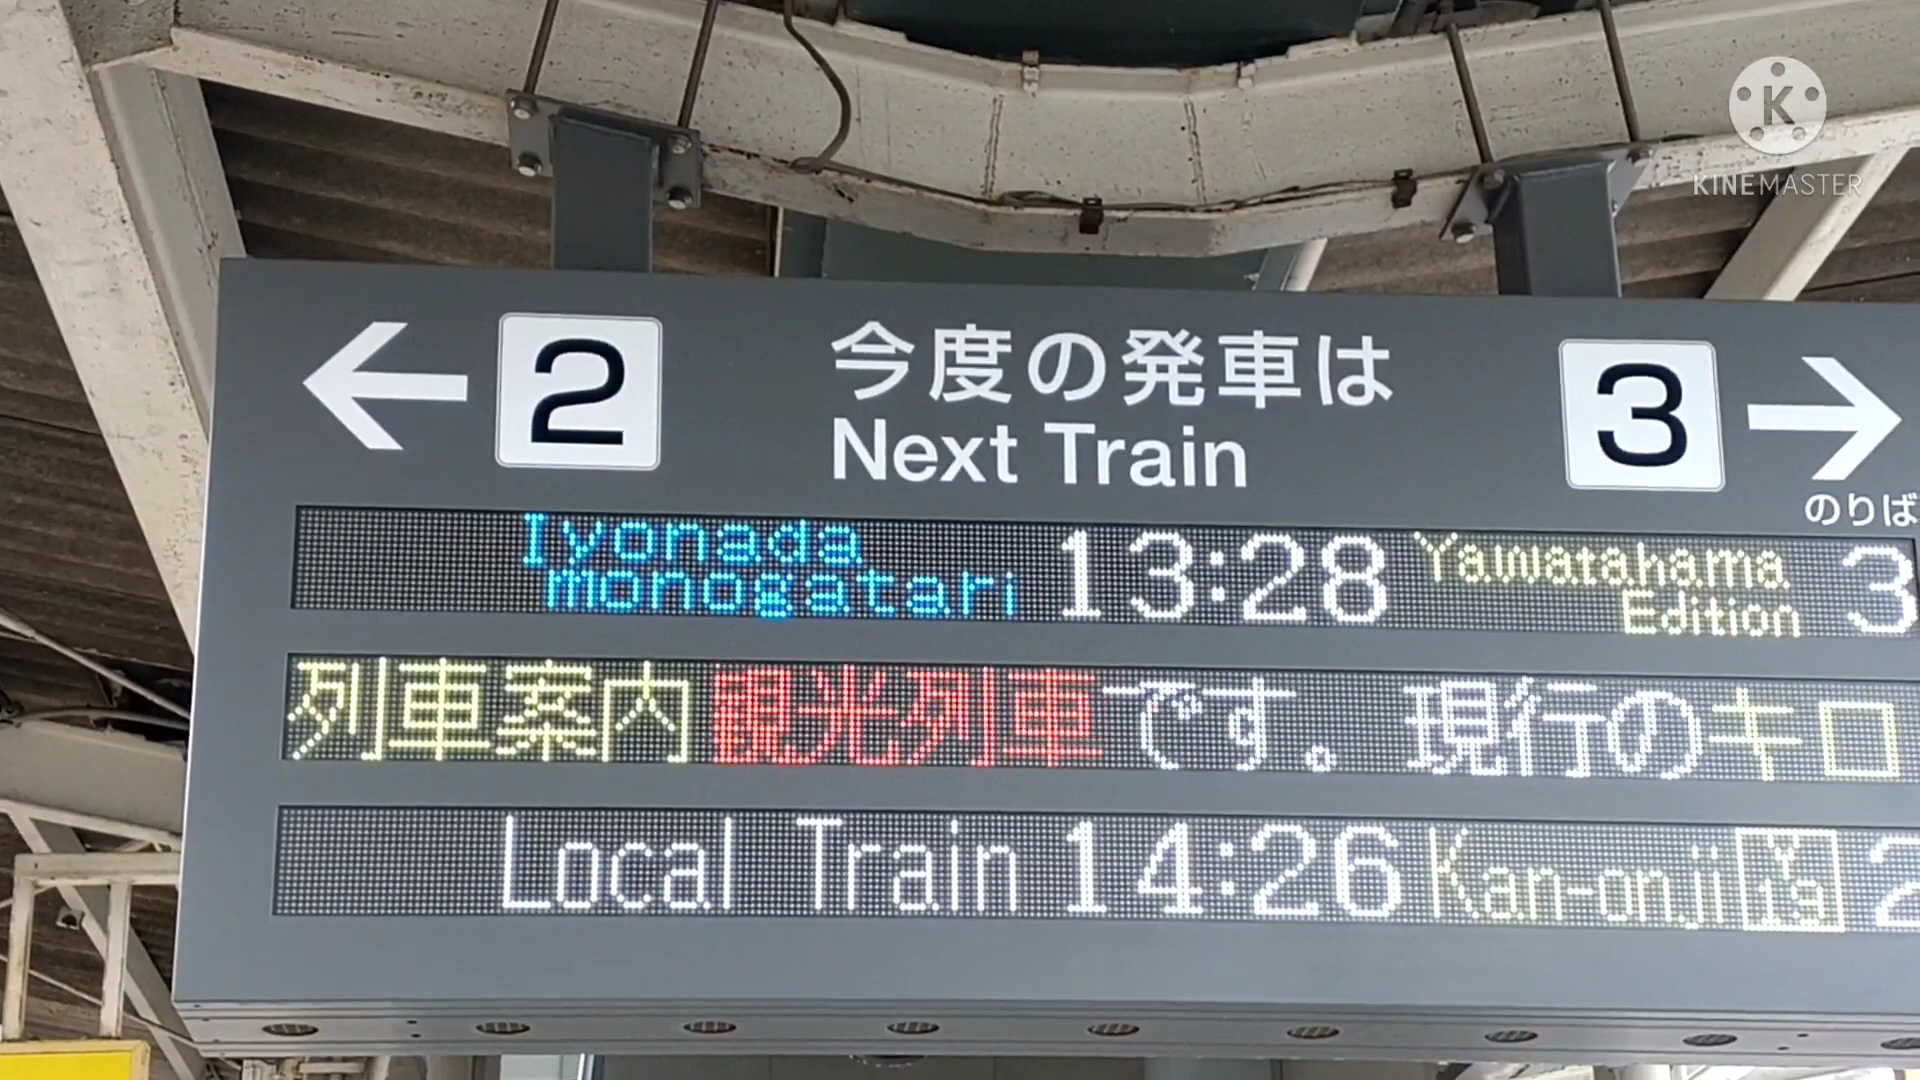 K
KINEMASTER
2 今度の発車は 3
Next Train
のりば
Iyonada monogatari 13:28 Yawatahama Edition 3
列車案内 観光列車です。現行のキロ
Local Train 14:26 Kan-onji Y19 2